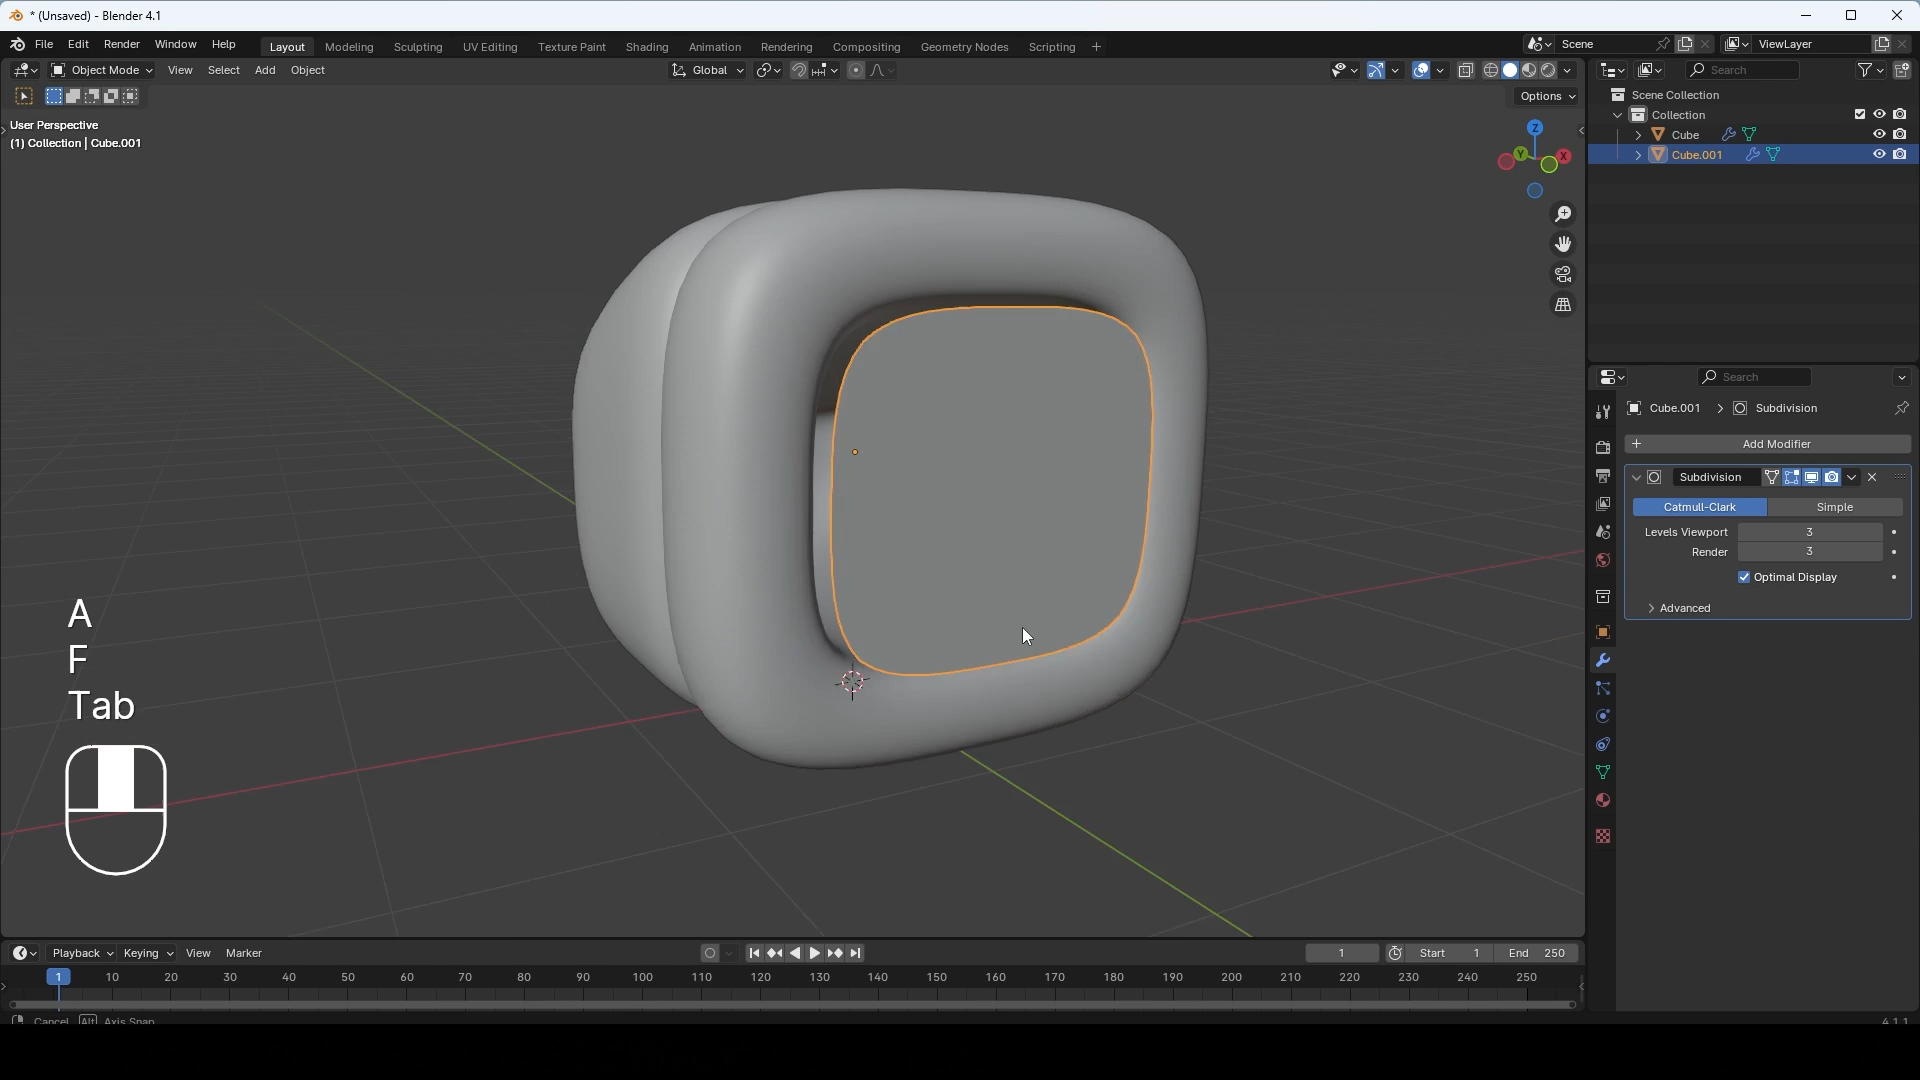 * (Unsaved) - Blender 4.1
File Edit Render Window Help
Layout Modeling Sculpting UV Editing Texture Paint Shading Animation Rendering Compositing Geometry Nodes Scripting +
Scene
ViewLayer
Object Mode View Select Add Object
Global
Search
Options
Scene Collection
Collection
Cube
Cube.001
User Perspective
(1) Collection | Cube.001
Z
Y
X
Search
Cube.001 > Subdivision
+ Add Modifier
Subdivision
Catmull-Clark Simple
Levels Viewport 3
Render 3
Optimal Display
Advanced
A
F
Tab
Playback Keying View Marker
1
Start 1 End 250
1 10 20 30 40 50 60 70 80 90 100 110 120 130 140 150 160 170 180 190 200 210 220 230 240 250
Cancel Alt Axis Snap
4.1.1